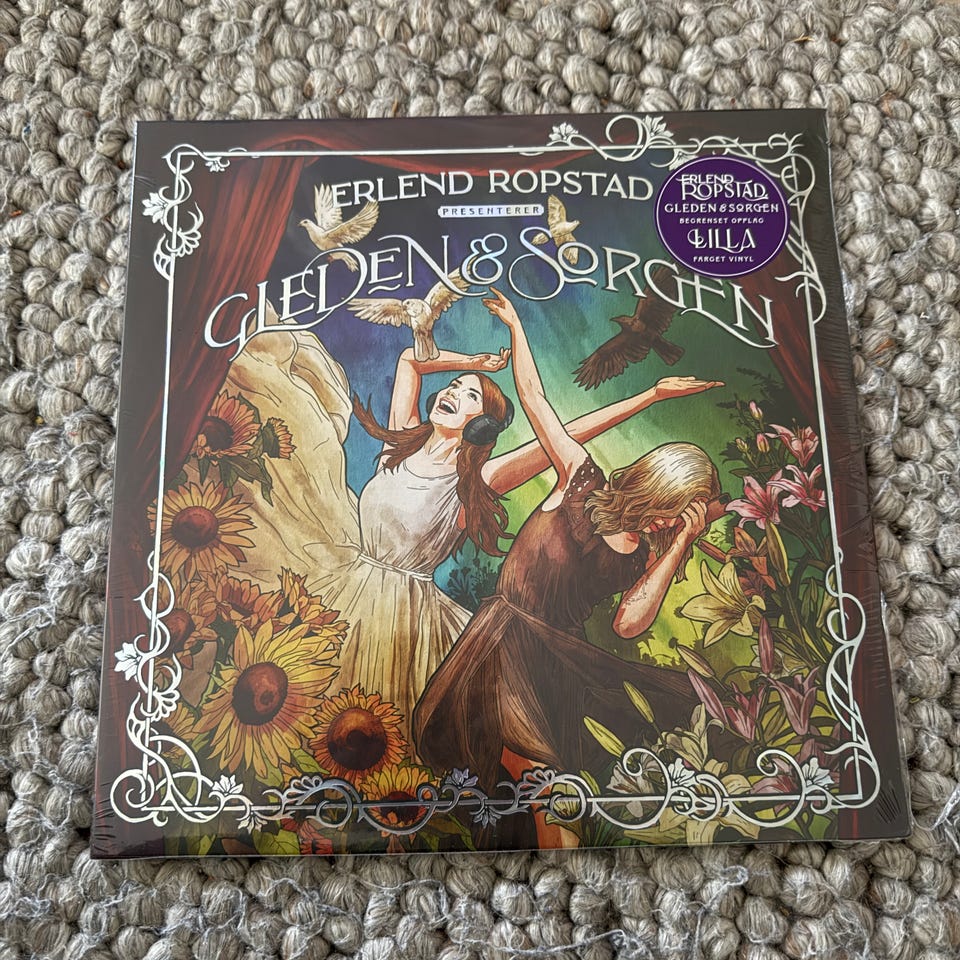 ERLEND ROPSTAD
PRESENTERER
GLEDEN & SORGEN
ERLEND
ROPSTAD
GLEDEN & SORGEN
BEGRENSET OPPLAG
LILLA
FARGET VINYL